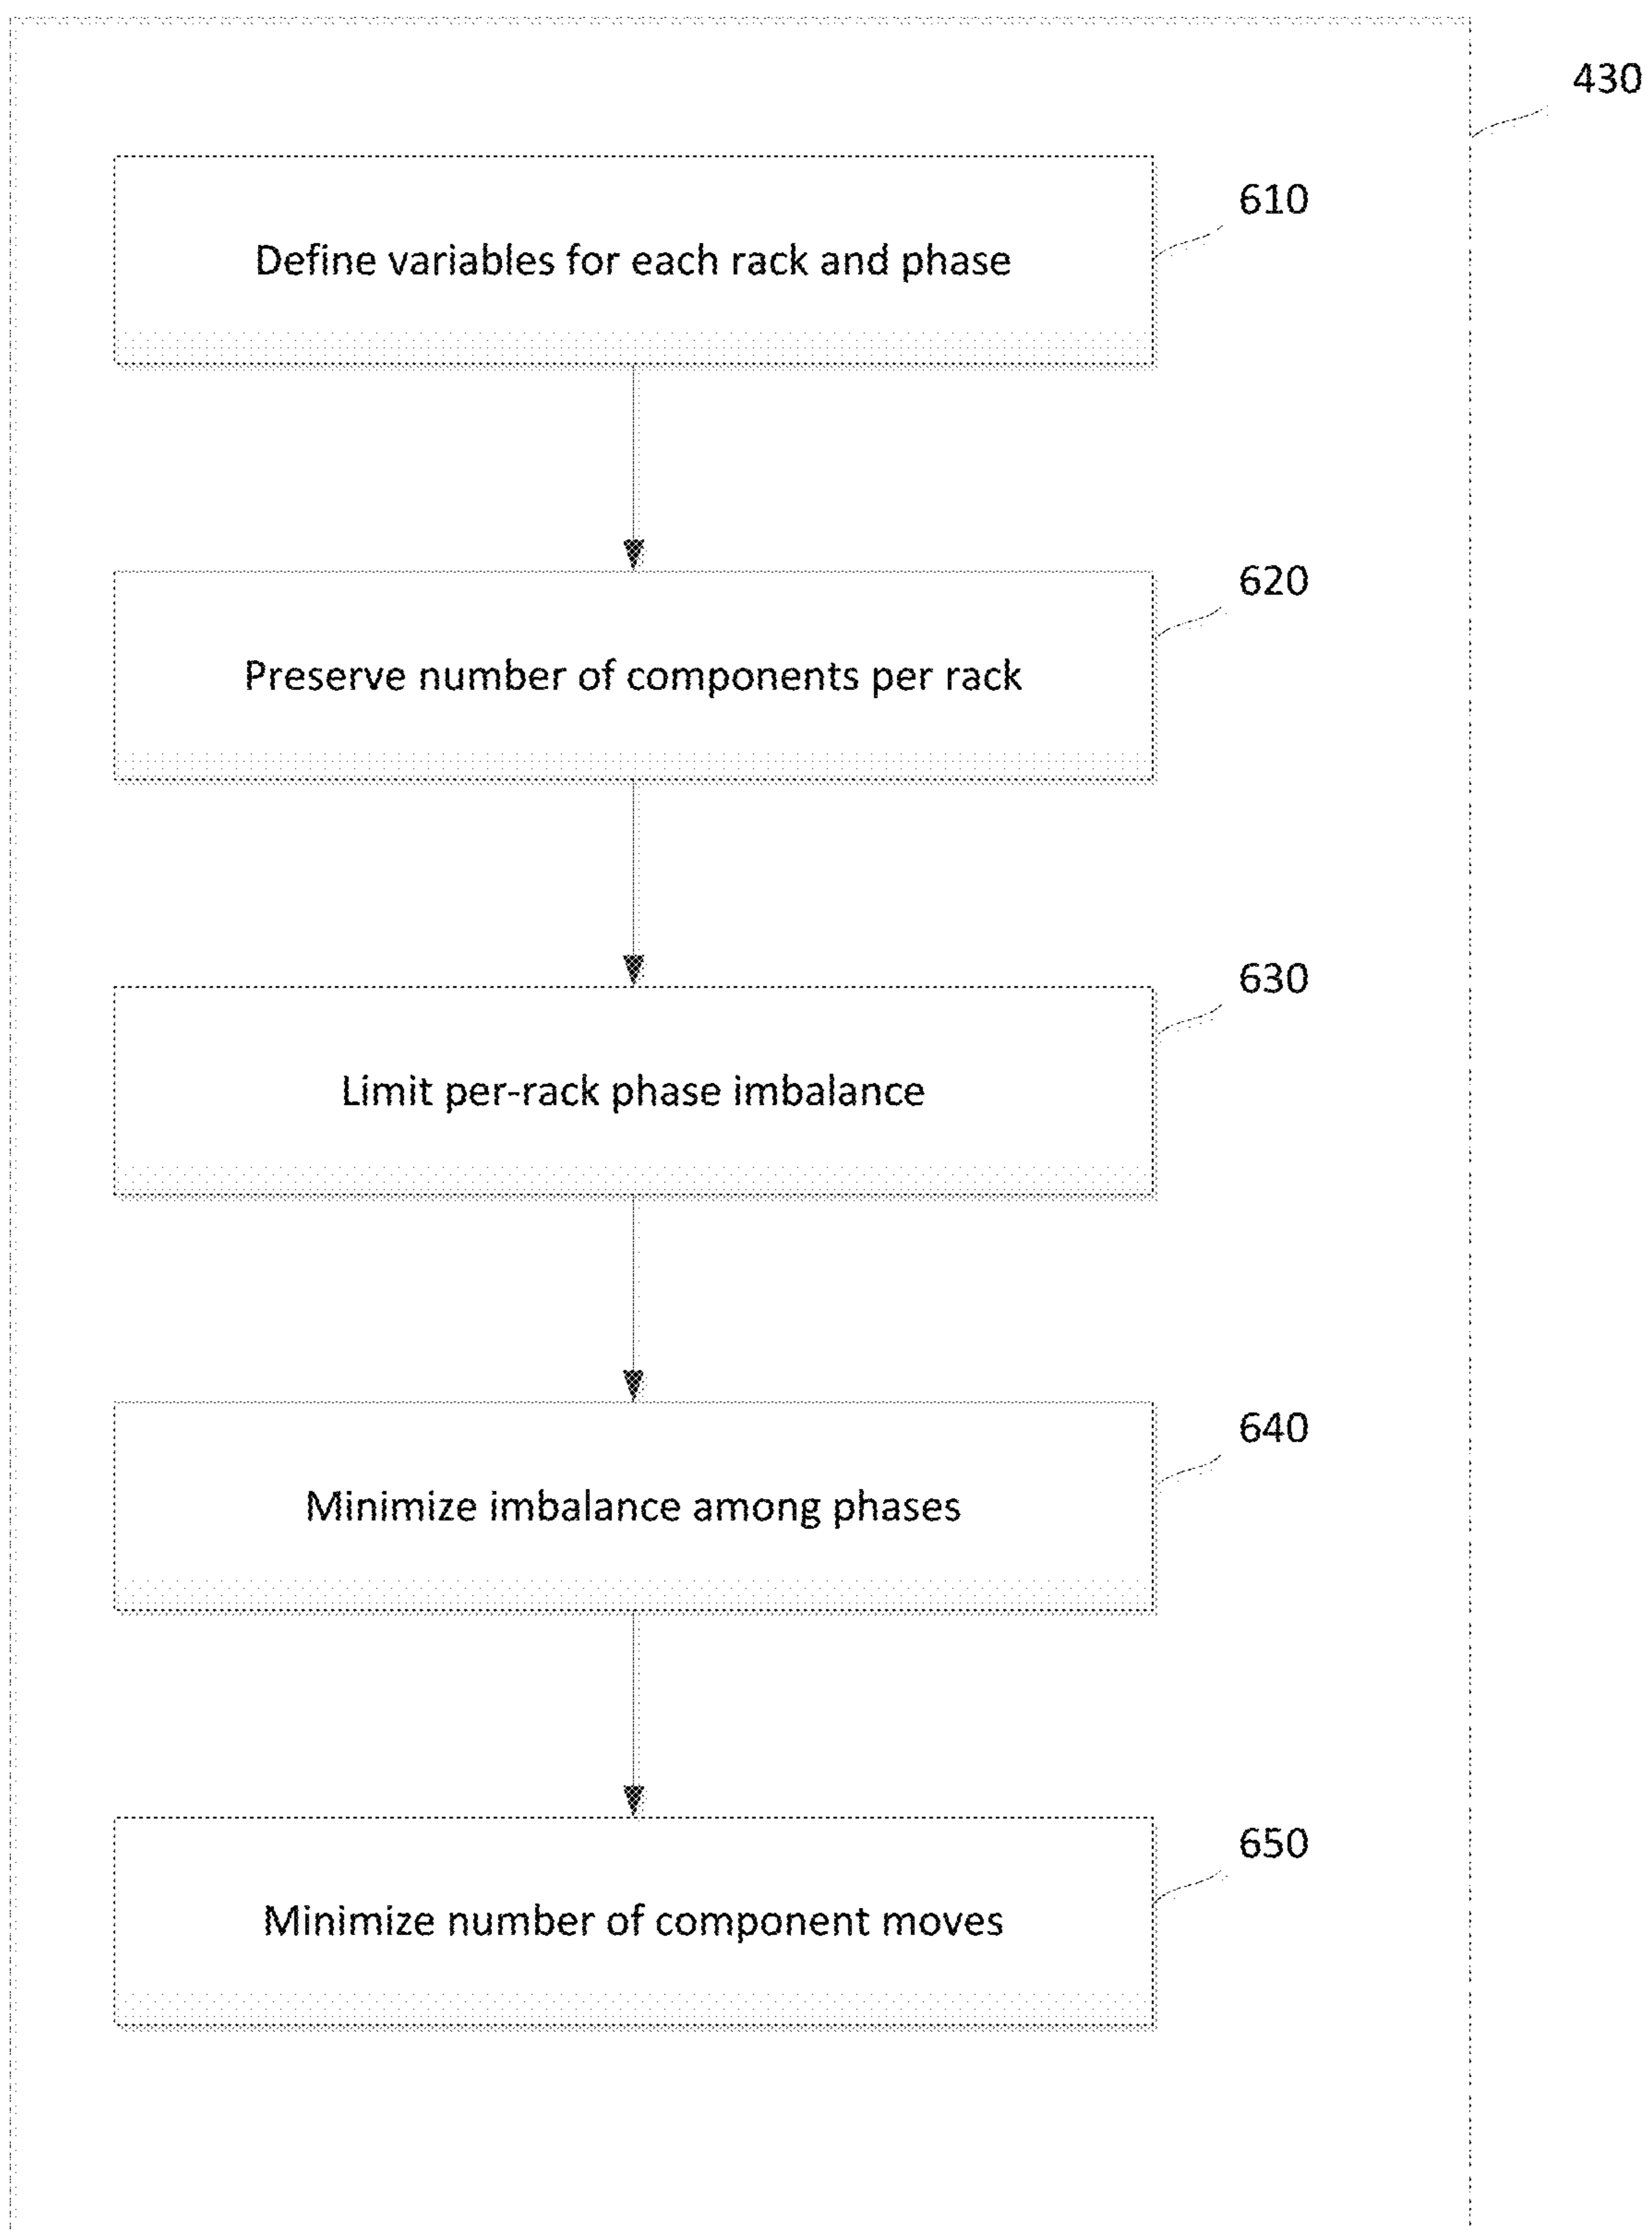 430
610
Define variables for each rack and phase
620
Preserve number of components per rack
630
Limit per-rack phase imbalance
640
Minimize imbalance among phases
650
Minimize number of component moves